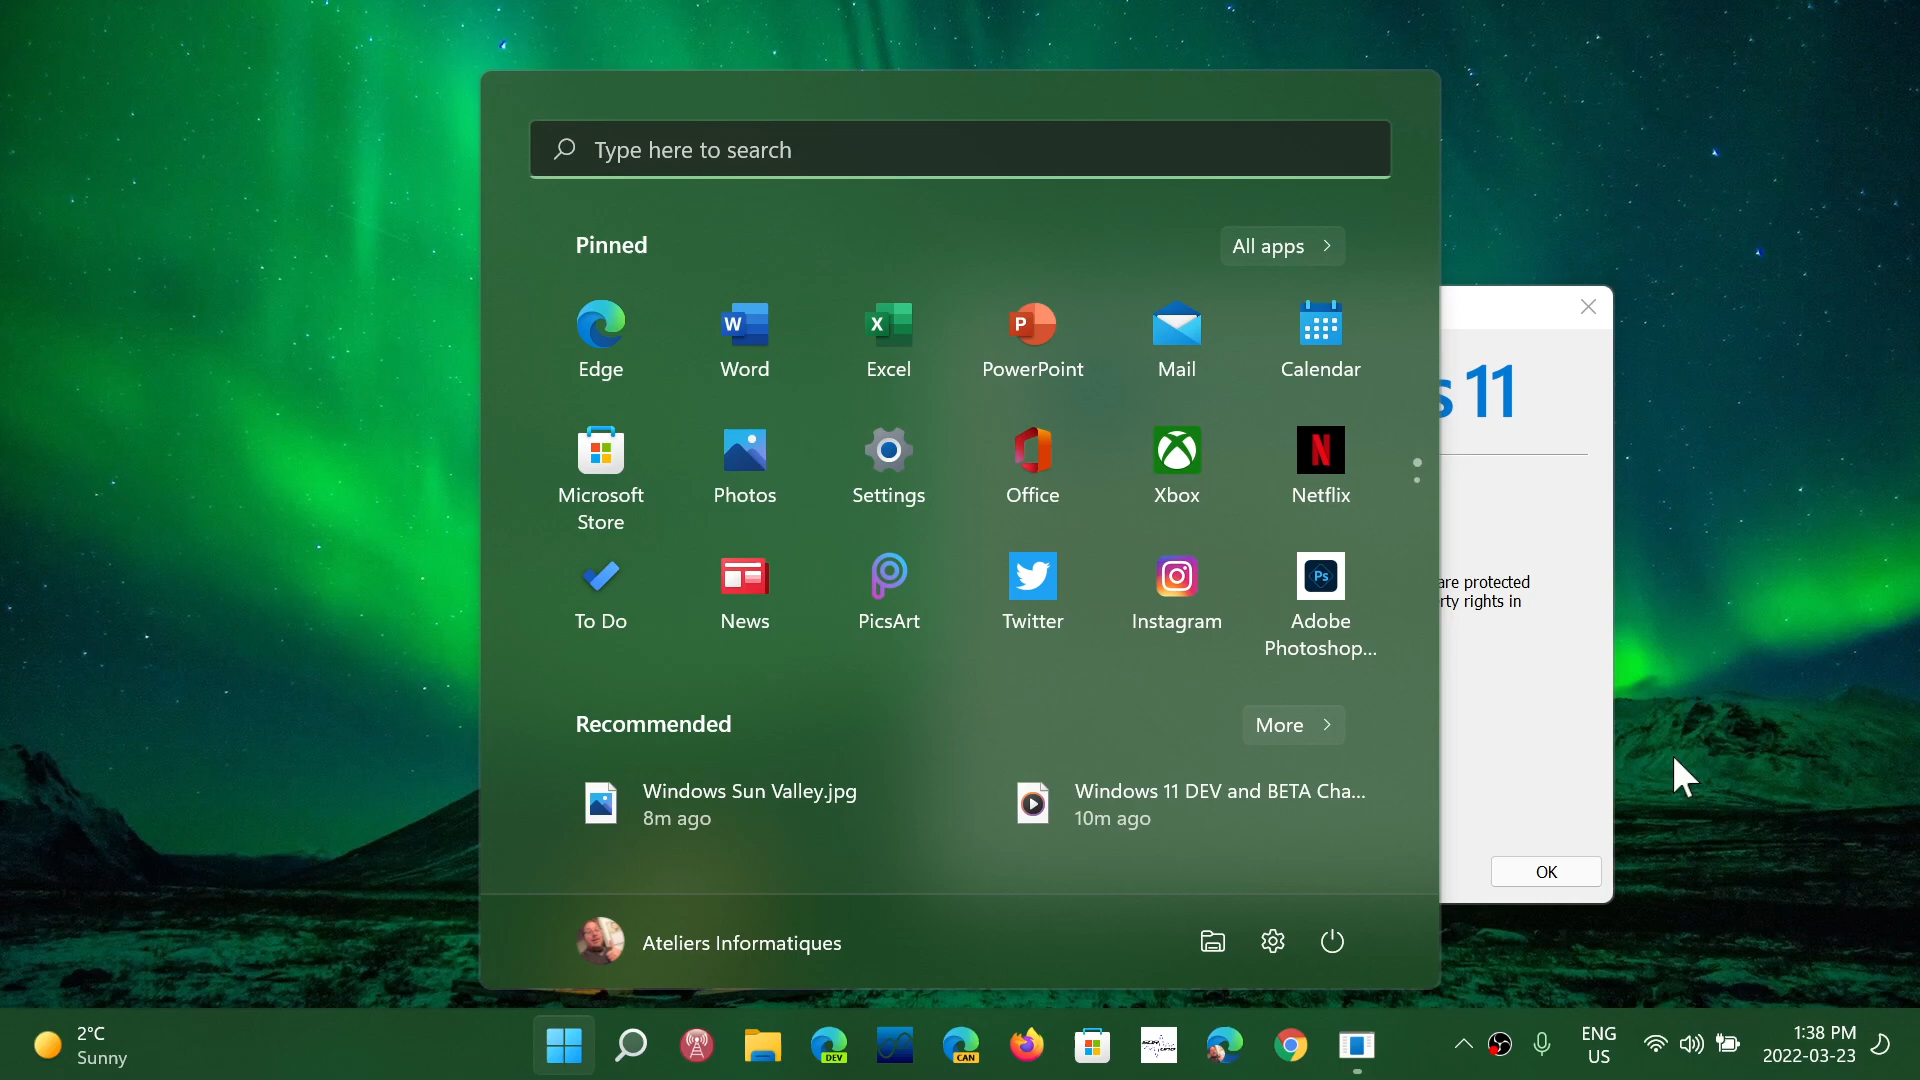 Type here to search
Pinned
All apps
Edge
Word
Excel
PowerPoint
Mail
Calendar
Microsoft
Store
Photos
Settings
Office
Xbox
Netflix
To Do
News
PicsArt
Twitter
Instagram
Adobe
Photoshop...
Recommended
More
Windows Sun Valley.jpg
8m ago
Windows 11 DEV and BETA Cha...
10m ago
Ateliers Informatiques
s 11
are protected
rty rights in
OK
2°C
Sunny
DEV
CAN
ENG
US
1:38 PM
2022-03-23